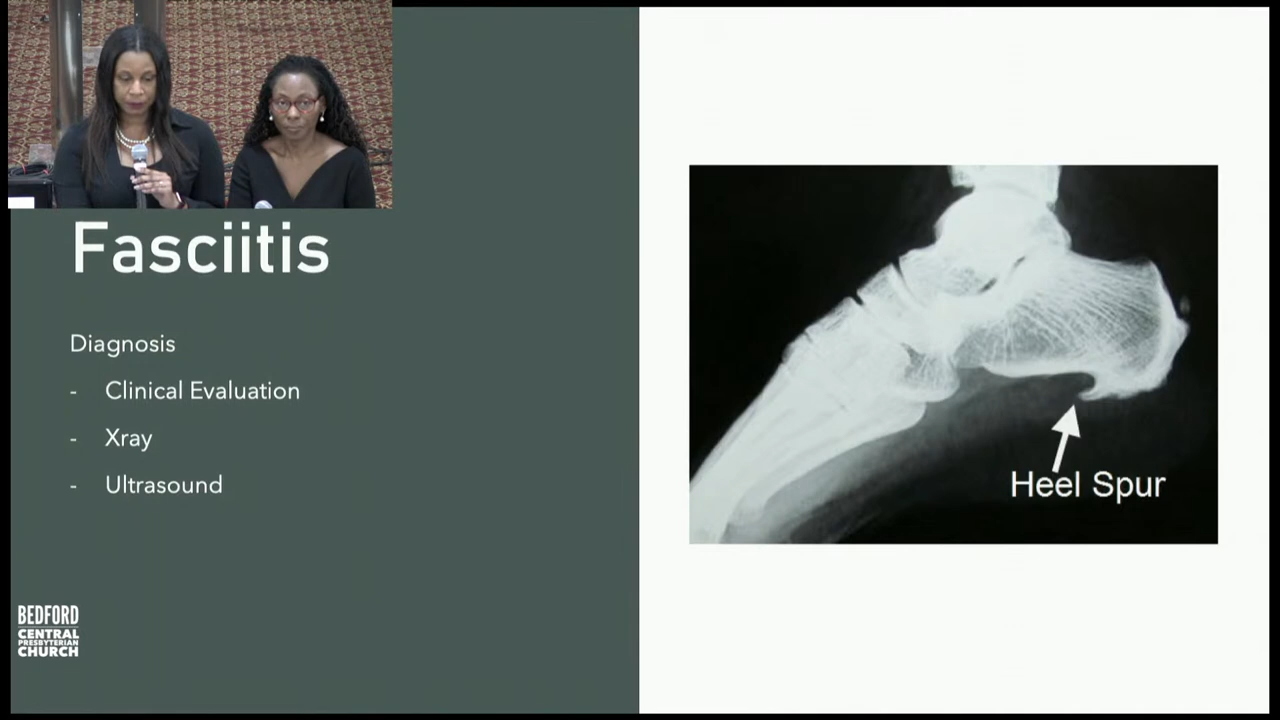 Fasciitis
Diagnosis
- Clinical Evaluation
- Xray
- Ultrasound
Heel Spur
BEDFORD
CENTRAL
PRESBYTERIAN
CHURCH